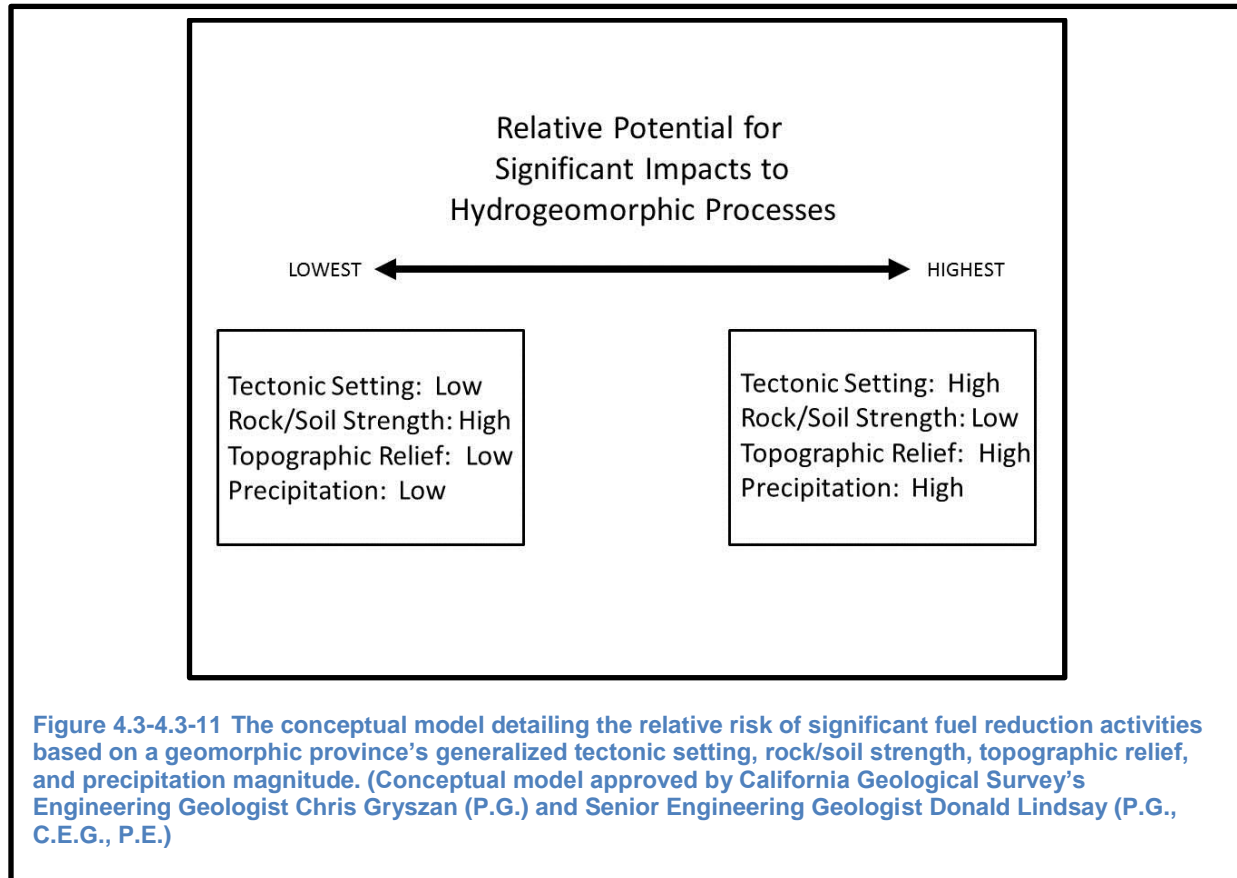 Relative Potential for
Significant Impacts to
Hydrogeomorphic Processes
LOWEST
HIGHEST
Tectonic Setting: Low
Rock/Soil Strength: High
Topographic Relief: Low
Precipitation: Low
Tectonic Setting: High
Rock/Soil Strength: Low
Topographic Relief: High
Precipitation: High
Figure 4.3-4.3-11 The conceptual model detailing the relative risk of significant fuel reduction activities
based on a geomorphic province's generalized tectonic setting, rock/soil strength, topographic relief,
and precipitation magnitude. (Conceptual model approved by California Geological Survey's
Engineering Geologist Chris Gryszan (P.G.) and Senior Engineering Geologist Donald Lindsay (P.G.,
C.E.G., P.E.)